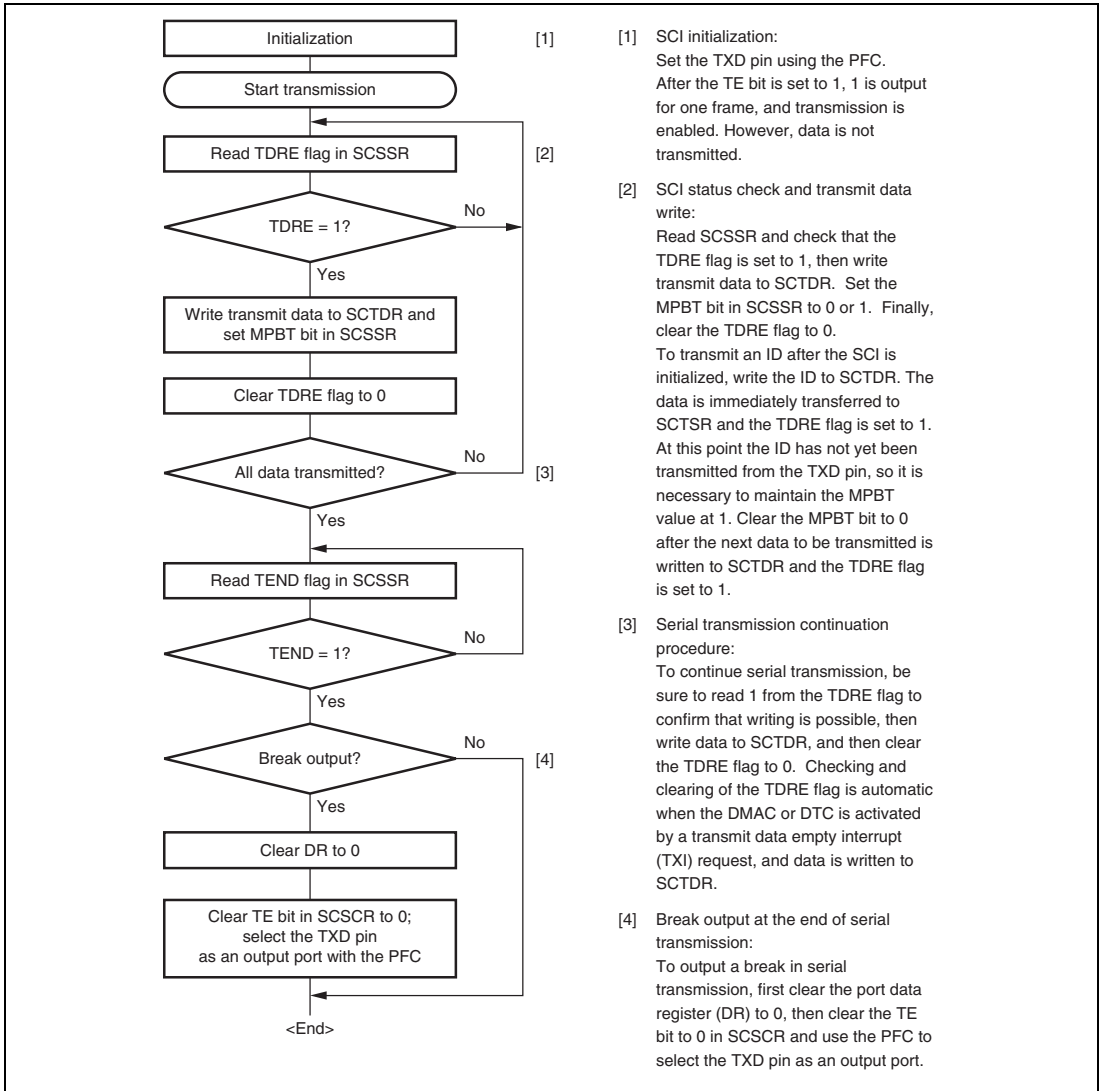 Initialization
[1]
Start transmission
Read TDRE flag in SCSSR
[2]
TDRE = 1?
No
Yes
Write transmit data to SCTDR and
set MPBT bit in SCSSR
Clear TDRE flag to 0
All data transmitted?
No
[3]
Yes
Read TEND flag in SCSSR
TEND = 1?
No
Yes
Break output?
No
[4]
Yes
Clear DR to 0
Clear TE bit in SCSCR to 0;
select the TXD pin
as an output port with the PFC
<End>
[1] SCI initialization:
Set the TXD pin using the PFC.
After the TE bit is set to 1, 1 is output
for one frame, and transmission is
enabled. However, data is not
transmitted.
[2] SCI status check and transmit data
write:
Read SCSSR and check that the
TDRE flag is set to 1, then write
transmit data to SCTDR. Set the
MPBT bit in SCSSR to 0 or 1. Finally,
clear the TDRE flag to 0.
To transmit an ID after the SCI is
initialized, write the ID to SCTDR. The
data is immediately transferred to
SCTSR and the TDRE flag is set to 1.
At this point the ID has not yet been
transmitted from the TXD pin, so it is
necessary to maintain the MPBT
value at 1. Clear the MPBT bit to 0
after the next data to be transmitted is
written to SCTDR and the TDRE flag
is set to 1.
[3] Serial transmission continuation
procedure:
To continue serial transmission, be
sure to read 1 from the TDRE flag to
confirm that writing is possible, then
write data to SCTDR, and then clear
the TDRE flag to 0. Checking and
clearing of the TDRE flag is automatic
when the DMAC or DTC is activated
by a transmit data empty interrupt
(TXI) request, and data is written to
SCTDR.
[4] Break output at the end of serial
transmission:
To output a break in serial
transmission, first clear the port data
register (DR) to 0, then clear the TE
bit to 0 in SCSCR and use the PFC to
select the TXD pin as an output port.